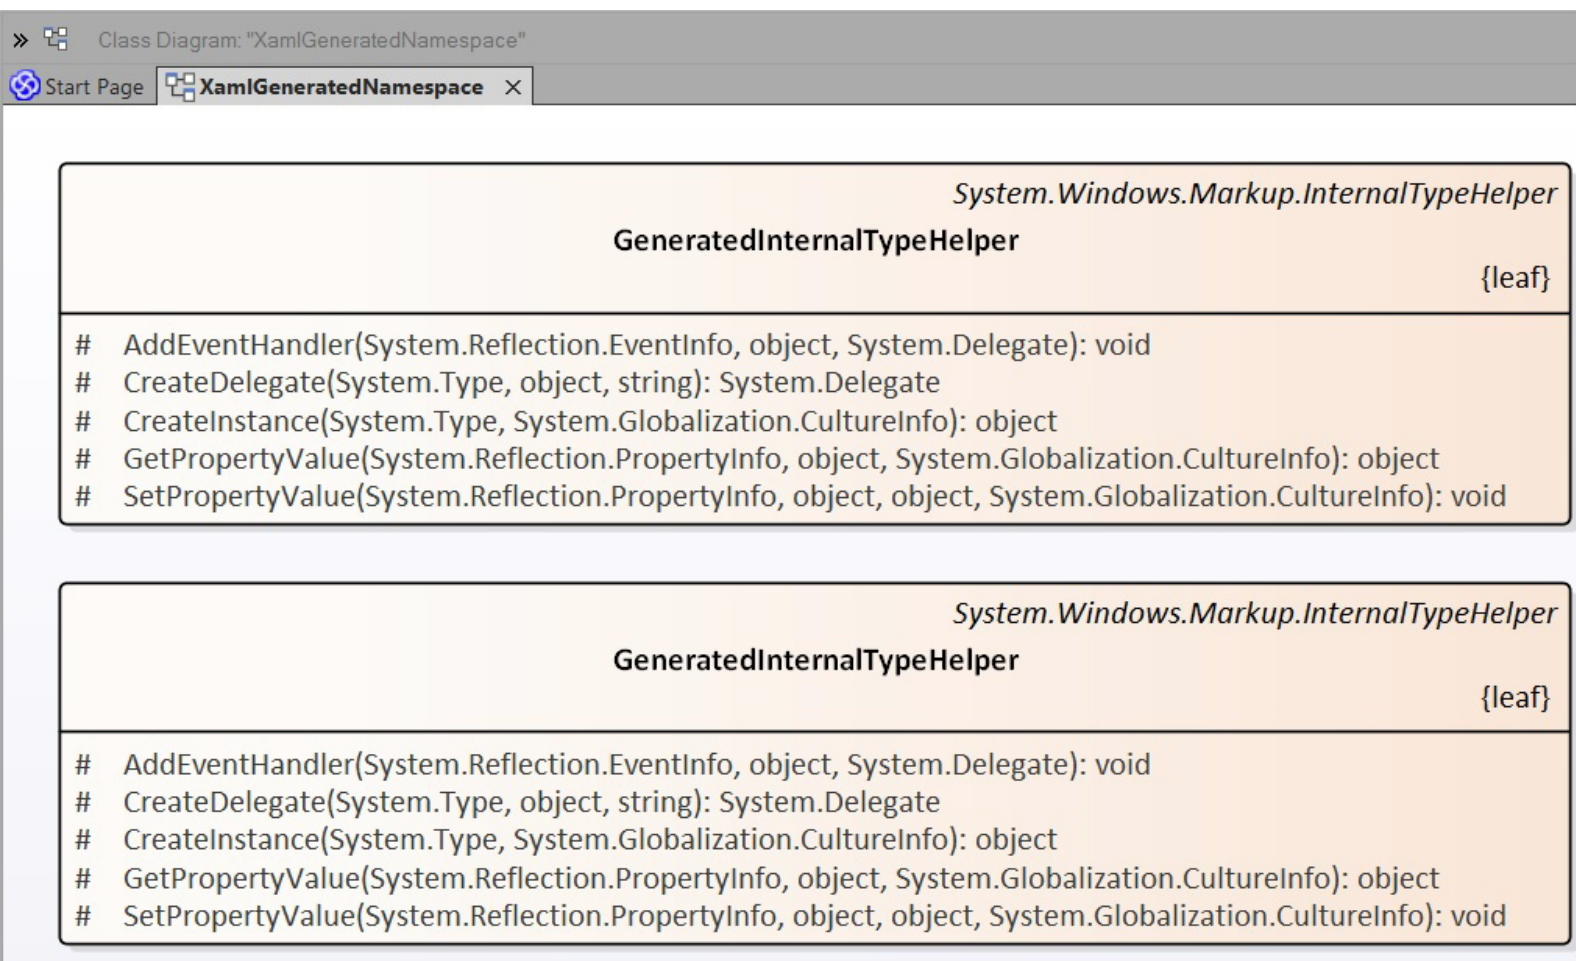 » Class Diagram: "XamlGeneratedNamespace"
Start Page XamlGeneratedNamespace ×
System.Windows.Markup.InternalTypeHelper
GeneratedInternalTypeHelper
{leaf}
# AddEventHandler(System.Reflection.EventInfo, object, System.Delegate): void
# CreateDelegate(System.Type, object, string): System.Delegate
# CreateInstance(System.Type, System.Globalization.CultureInfo): object
# GetPropertyValue(System.Reflection.PropertyInfo, object, System.Globalization.CultureInfo): object
# SetPropertyValue(System.Reflection.PropertyInfo, object, object, System.Globalization.CultureInfo): void
System.Windows.Markup.InternalTypeHelper
GeneratedInternalTypeHelper
{leaf}
# AddEventHandler(System.Reflection.EventInfo, object, System.Delegate): void
# CreateDelegate(System.Type, object, string): System.Delegate
# CreateInstance(System.Type, System.Globalization.CultureInfo): object
# GetPropertyValue(System.Reflection.PropertyInfo, object, System.Globalization.CultureInfo): object
# SetPropertyValue(System.Reflection.PropertyInfo, object, object, System.Globalization.CultureInfo): void